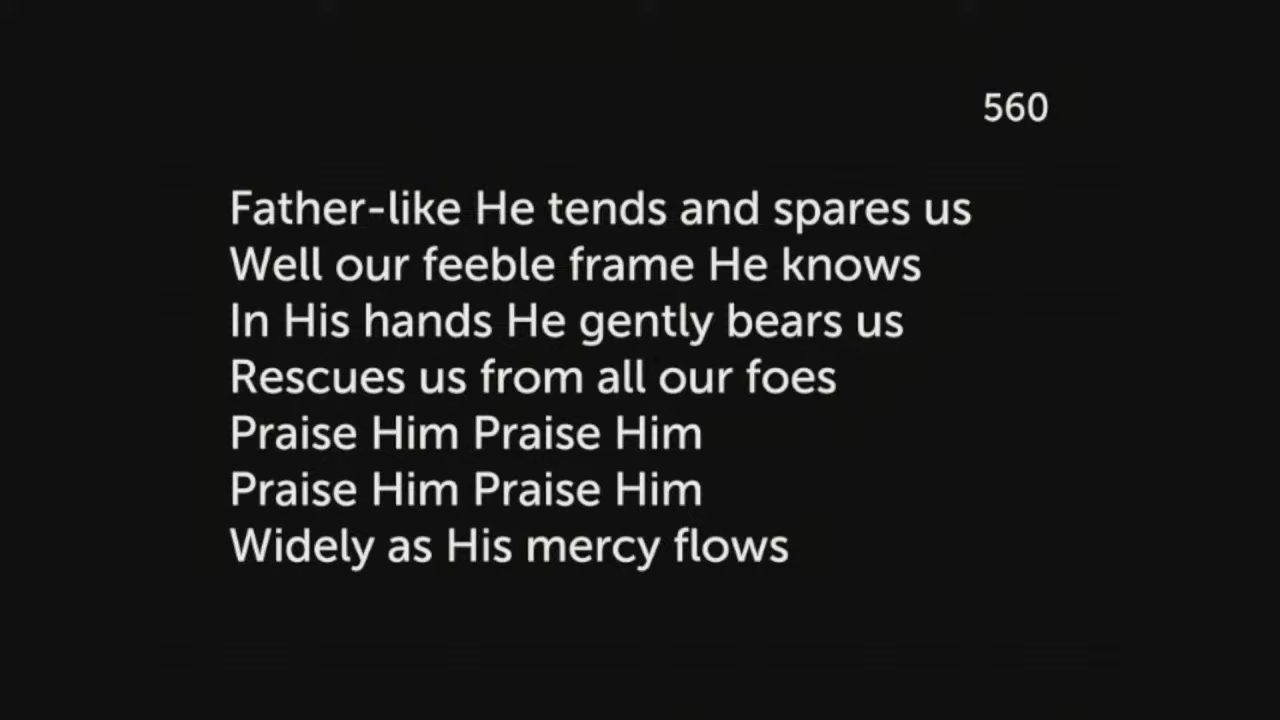 560
Father-like He tends and spares us
Well our feeble frame He knows
In His hands He gently bears us
Rescues us from all our foes
Praise Him Praise Him
Praise Him Praise Him
Widely as His mercy flows